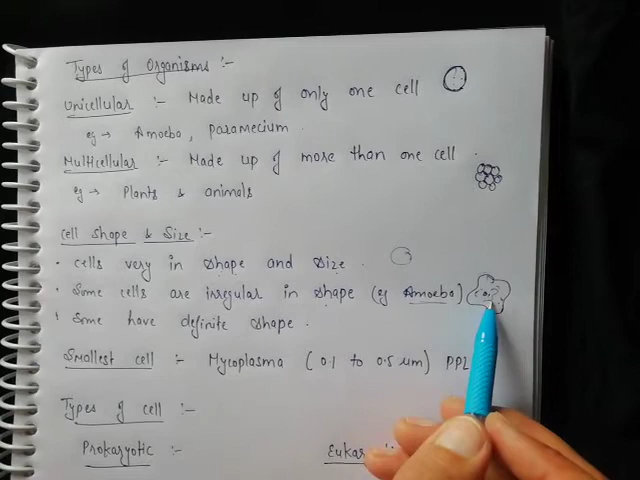 Types of Organisms :-
Unicellular :- Made up of only one cell
eg → Amoeba, paramecium.
Multicellular :- Made up of more than one cell.
eg → Plants & animals
Cell Shape & Size :-
• Cells very in shape and size.
• Some cells are irregular in shape (eg Amoeba)
• Some have definite shape.
Smallest cell :- Mycoplasma (0.1 to 0.5 um)
Types of cell :-
Prokaryotic :-